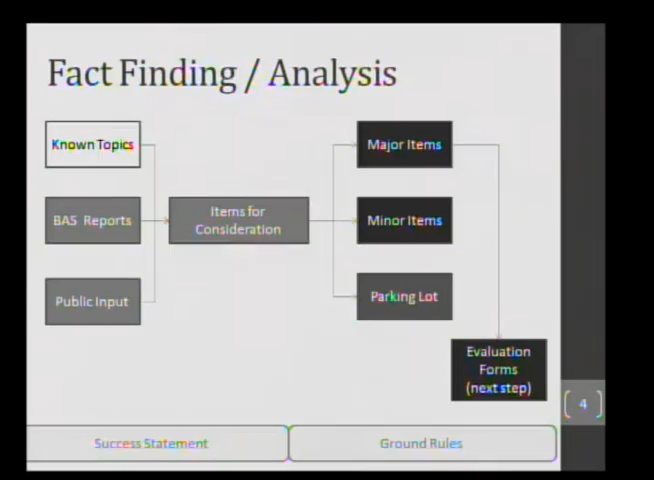 Fact Finding / Analysis
Known Topics
BAS Reports
Public Input
Items for
Consideration
Major Items
Minor Items
Parking Lot
Evaluation
Forms
(next step)
4
Success Statement
Ground Rules